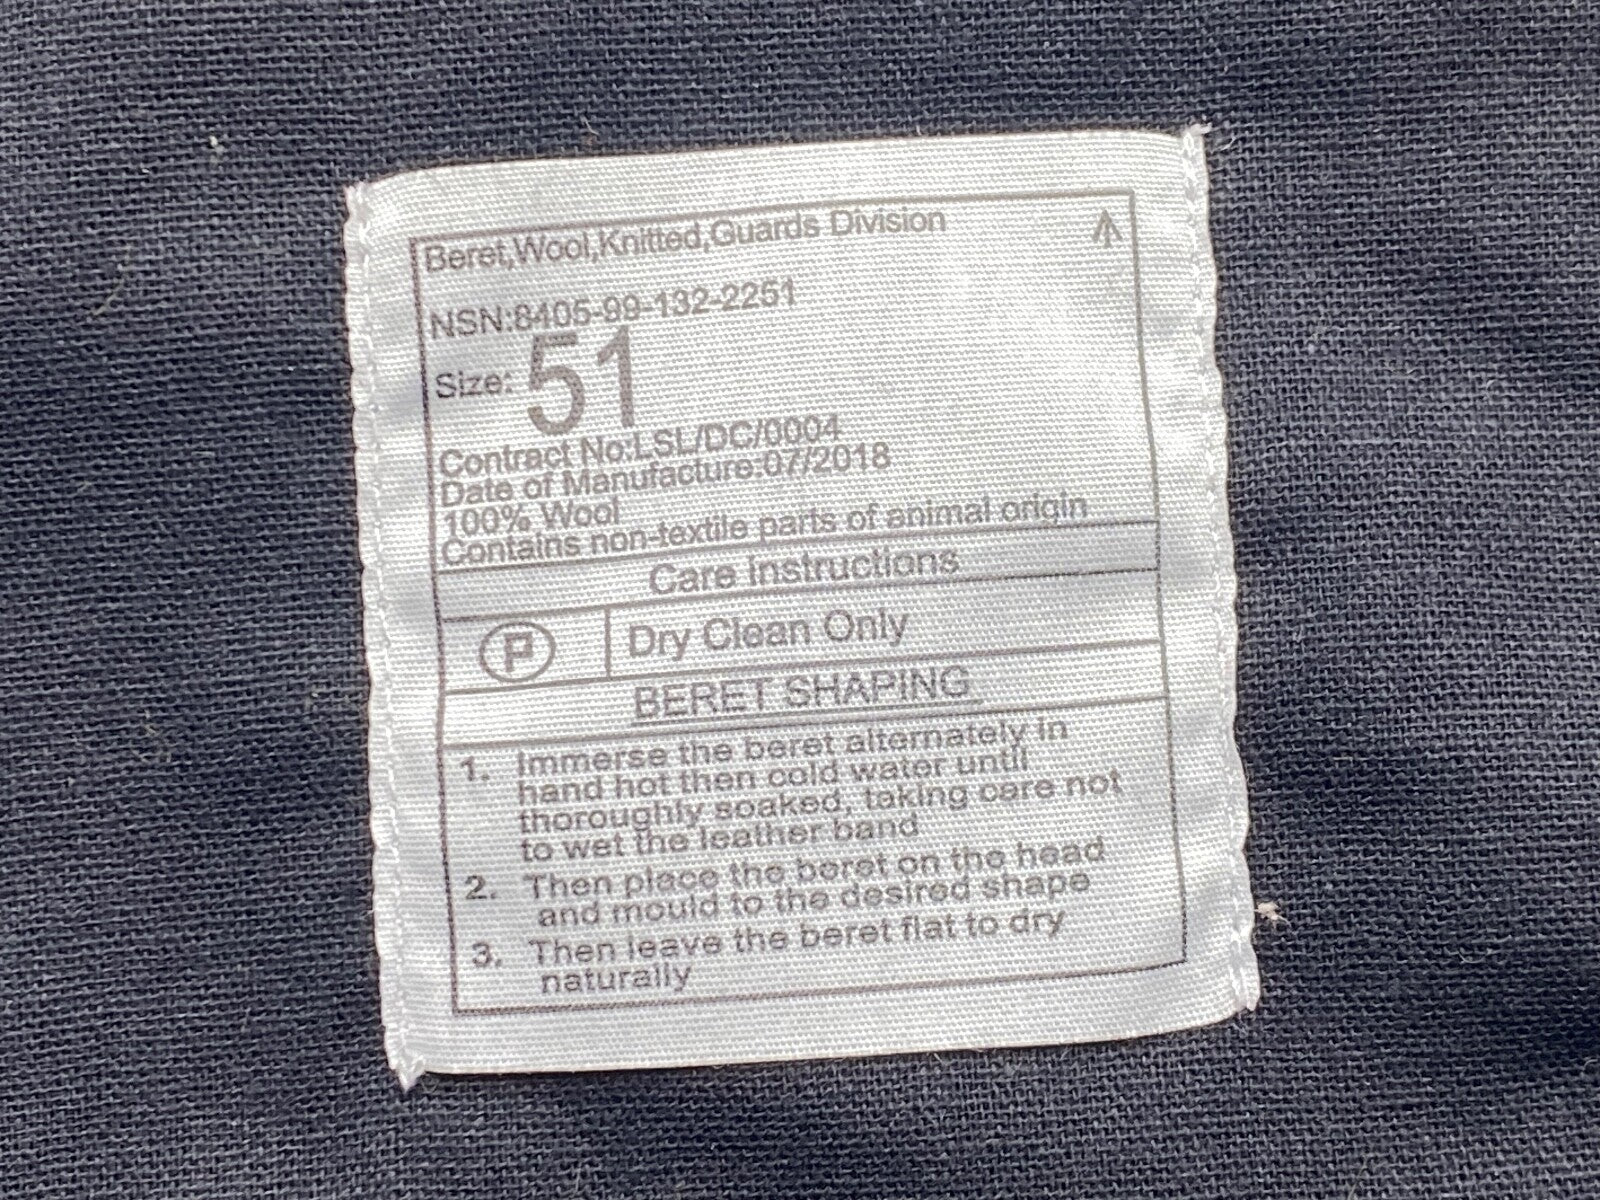 Beret,Wool,Knitted,Guards Division
NSN:8405-99-132-2251
Size: 51
Contract No:LSL/DC/0004
Date of Manufacture:07/2018
100% Wool
Contains non-textile parts of animal origin
Care Instructions
P Dry Clean Only
BERET SHAPING
1. Immerse the beret alternately in
hand hot then cold water until
thoroughly soaked, taking care not
to wet the leather band
2. Then place the beret on the head
and mould to the desired shape
3. Then leave the beret flat to dry
naturally